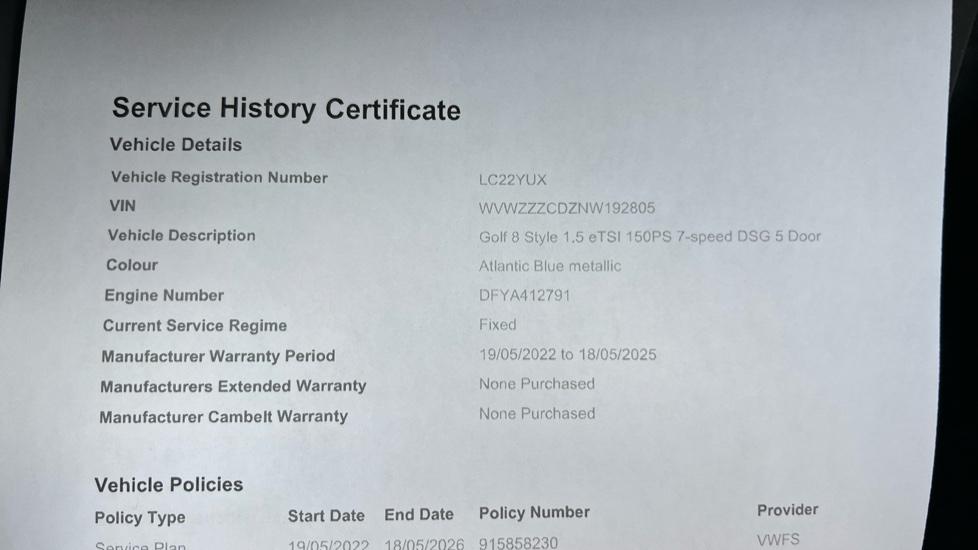 Service History Certificate
Vehicle Details
Vehicle Registration Number LC22YUX
VIN WVWZZZCDZNW192805
Vehicle Description Golf 8 Style 1.5 eTSI 150PS 7-speed DSG 5 Door
Colour Atlantic Blue metallic
Engine Number DFYA412791
Current Service Regime Fixed
Manufacturer Warranty Period 19/05/2022 to 18/05/2025
Manufacturers Extended Warranty None Purchased
Manufacturer Cambelt Warranty None Purchased
Vehicle Policies
Policy Type Start Date End Date Policy Number Provider
Service Plan 19/05/2022 18/05/2026 915858230 VWFS